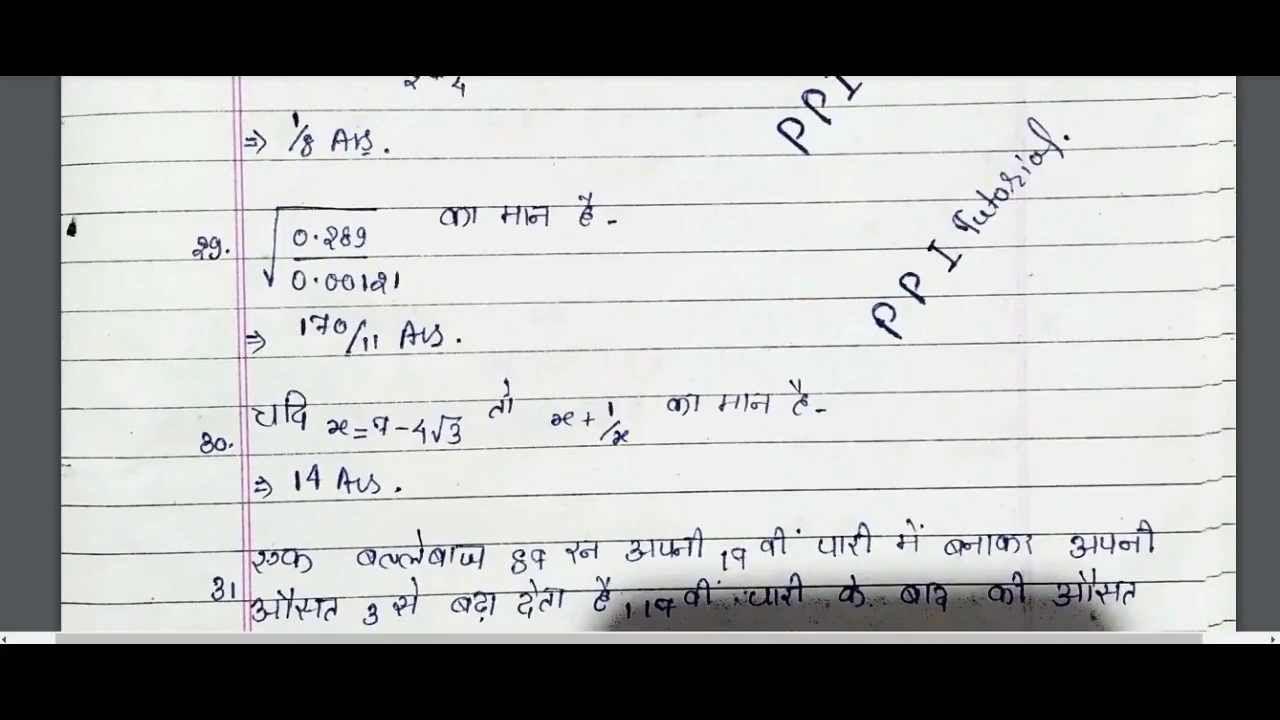 ⇒ 1/8 Ans.
PPI
PPI Tutorial.
29. √(0.289/0.00121) का मान है-
⇒ 170/11 Ans.
30. यदि x=7-4√3 तो x+1/x का मान है-
⇒ 14 Ans.
31 एक बल्लेबाज 87 रन अपनी 17 वीं पारी में बनाकर अपनी
औसत 3 से बढ़ा देता है। 17 वीं पारी के बाद की औसत